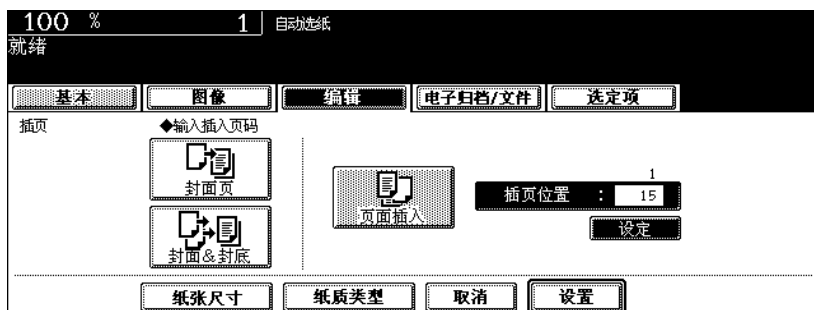 100 % 1 自动选纸
就绪
基本 图像 编辑 电子归档/文件 选定项
插页 ◆输入插入页码
封面页
1
页面插入 插页位置 : 15
设定
封面&封底
纸张尺寸 纸质类型 取消 设置